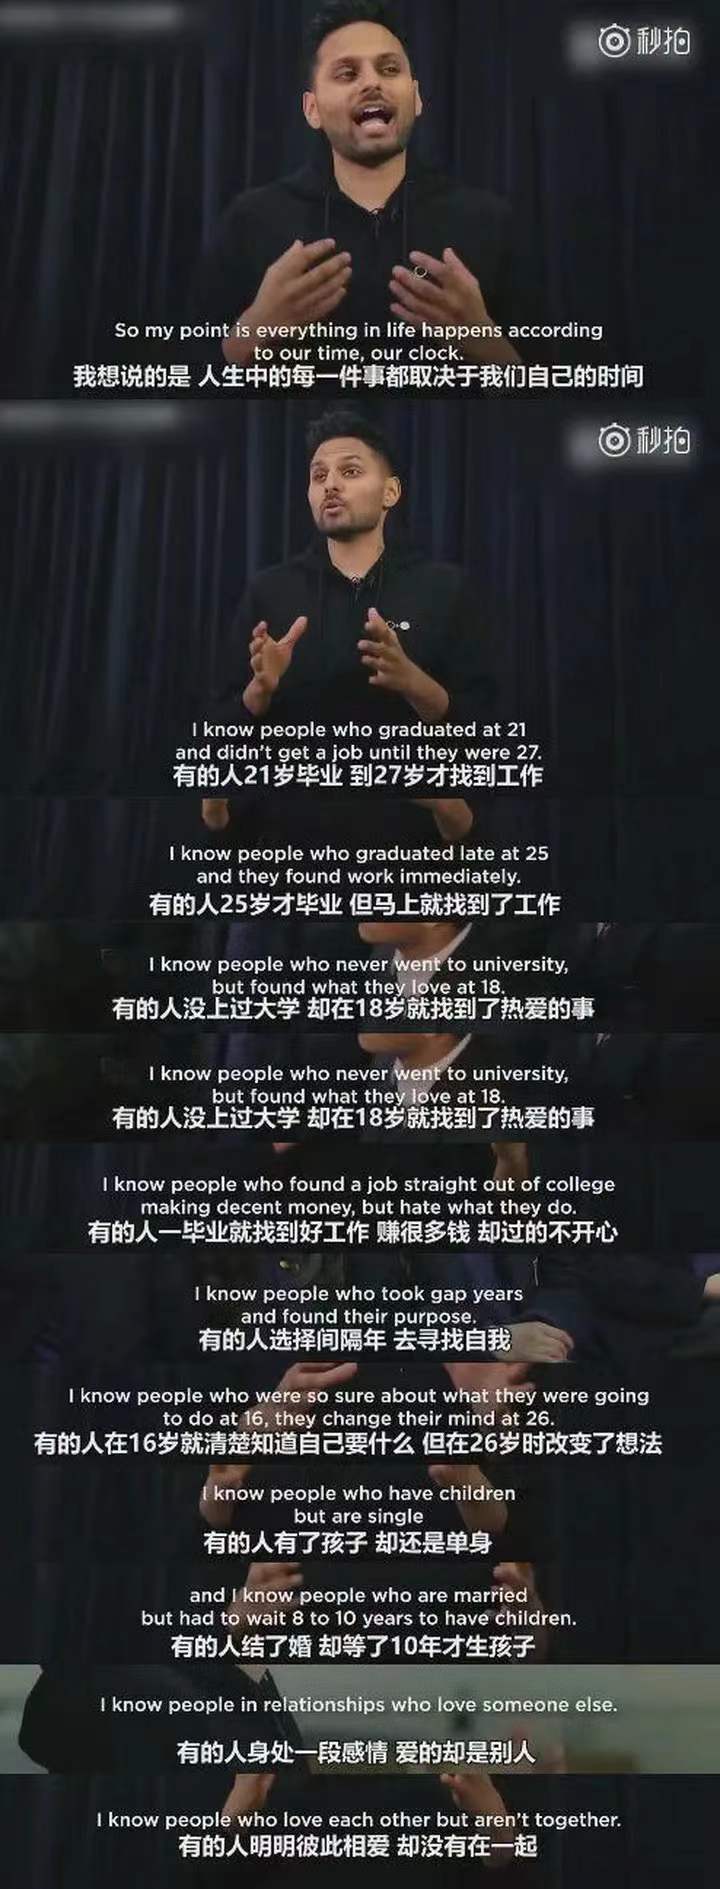 秒拍
So my point is everything in life happens according
to our time, our clock.
我想说的是 人生中的每一件事都取决于我们自己的时间
秒拍
I know people who graduated at 21
and didn't get a job until they were 27.
有的人21岁毕业 到27岁才找到工作
I know people who graduated late at 25
and they found work immediately.
有的人25岁才毕业 但马上就找到了工作
I know people who never went to university,
but found what they love at 18.
有的人没上过大学 却在18岁就找到了热爱的事
I know people who never went to university,
but found what they love at 18.
有的人没上过大学 却在18岁就找到了热爱的事
I know people who found a job straight out of college
making decent money, but hate what they do.
有的人一毕业就找到好工作 赚很多钱 却过的不开心
I know people who took gap years
and found their purpose.
有的人选择间隔年 去寻找自我
I know people who were so sure about what they were going
to do at 16, they change their mind at 26.
有的人在16岁就清楚知道自己要什么 但在26岁时改变了想法
I know people who have children
but are single
有的人有了孩子 却还是单身
and I know people who are married
but had to wait 8 to 10 years to have children.
有的人结了婚 却等了10年才生孩子
I know people in relationships who love someone else.
有的人身处一段感情 爱的却是别人
I know people who love each other but aren't together.
有的人明明彼此相爱 却没有在一起